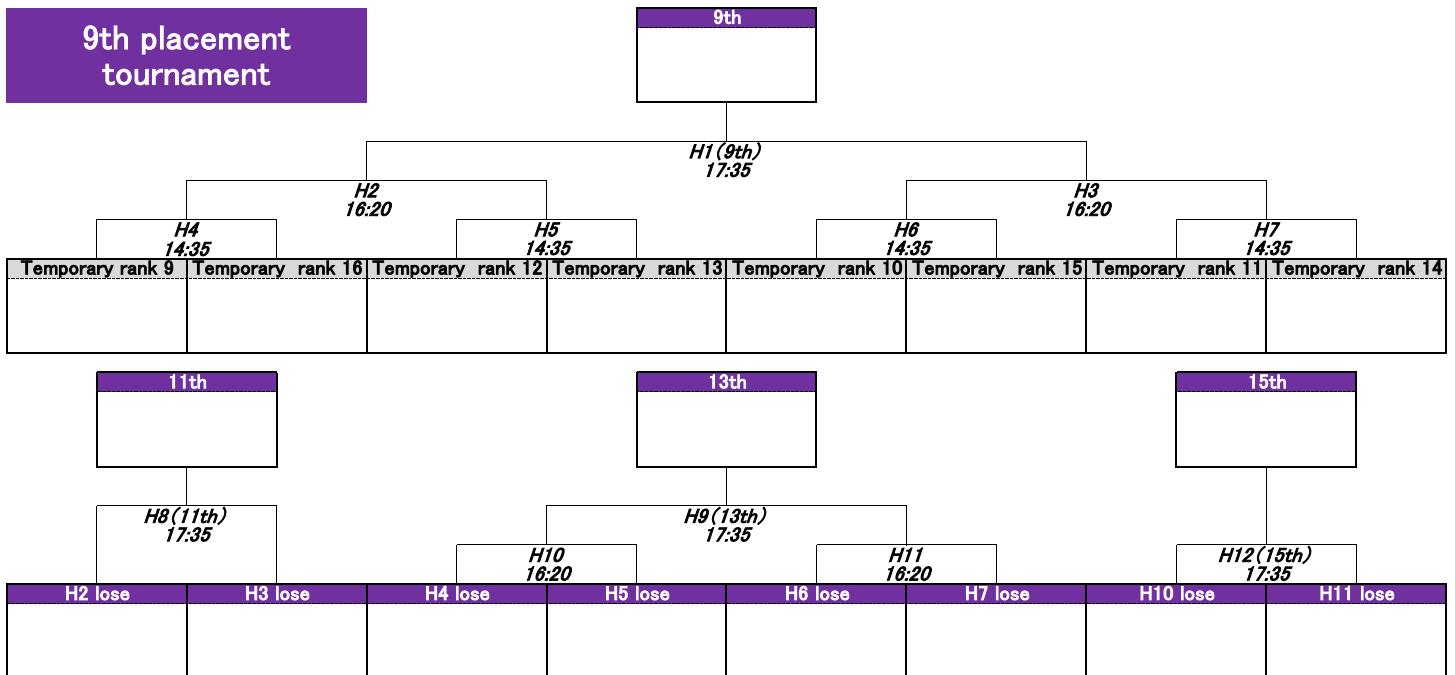 9th placement
tournament
9th
H1(9th)
17:35
H2
16:20
H3
16:20
H4
14:35
H5
14:35
H6
14:35
H7
14:35
Temporary rank 9
Temporary rank 16
Temporary rank 12
Temporary rank 13
Temporary rank 10
Temporary rank 15
Temporary rank 11
Temporary rank 14
11th
13th
15th
H8(11th)
17:35
H9(13th)
17:35
H10
16:20
H11
16:20
H12(15th)
17:35
H2 lose
H3 lose
H4 lose
H5 lose
H6 lose
H7 lose
H10 lose
H11 lose